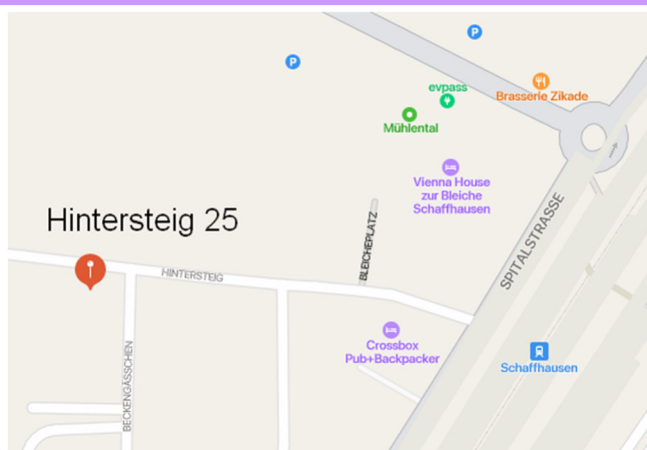 P
P
evpass
Brasserie Zikade
Mühlental
Vienna House
zur Bleiche
Schaffhausen
Hintersteig 25
BLEICHEPLATZ
SPITALSTRASSE
HINTERSTEIG
Crossbox
Pub+Backpacker
Schaffhausen
BECKENGÄSSCHEN